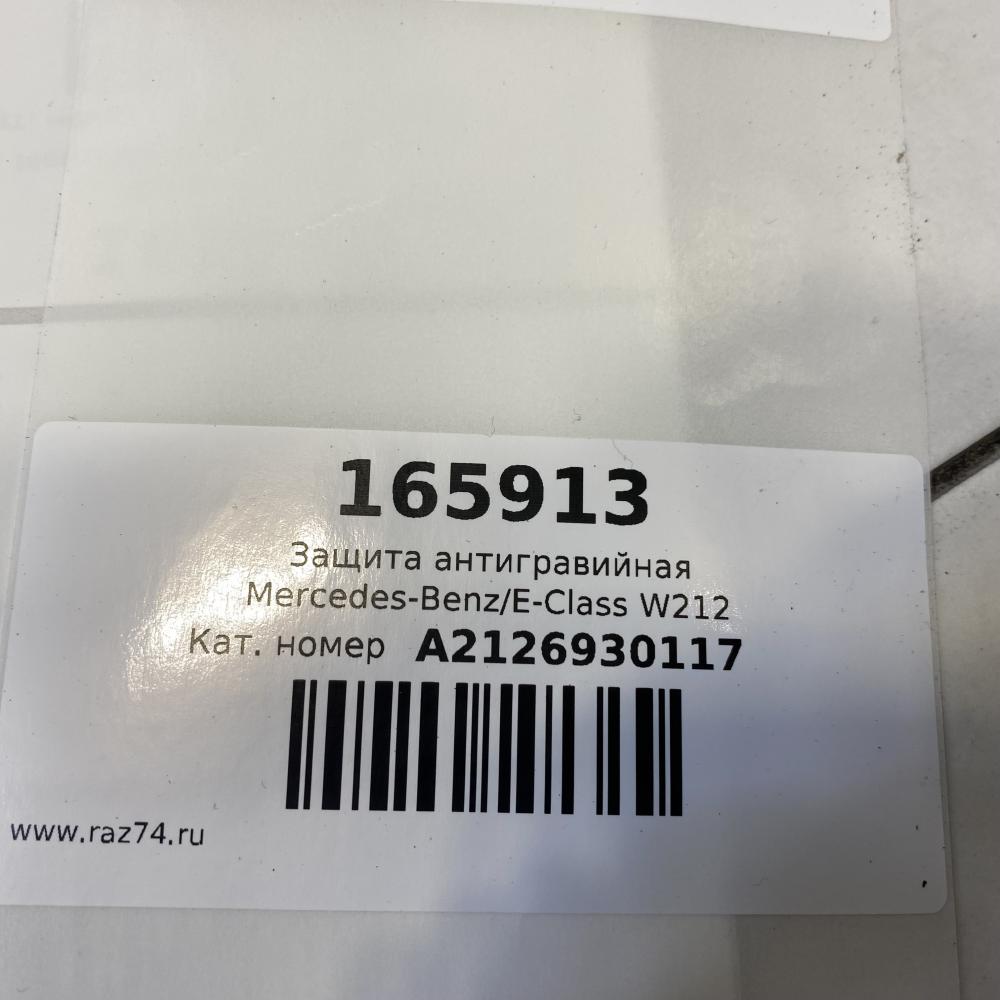 165913
Защита антигравийная
Mercedes-Benz/E-Class W212
Кат. номер A2126930117
www.raz74.ru